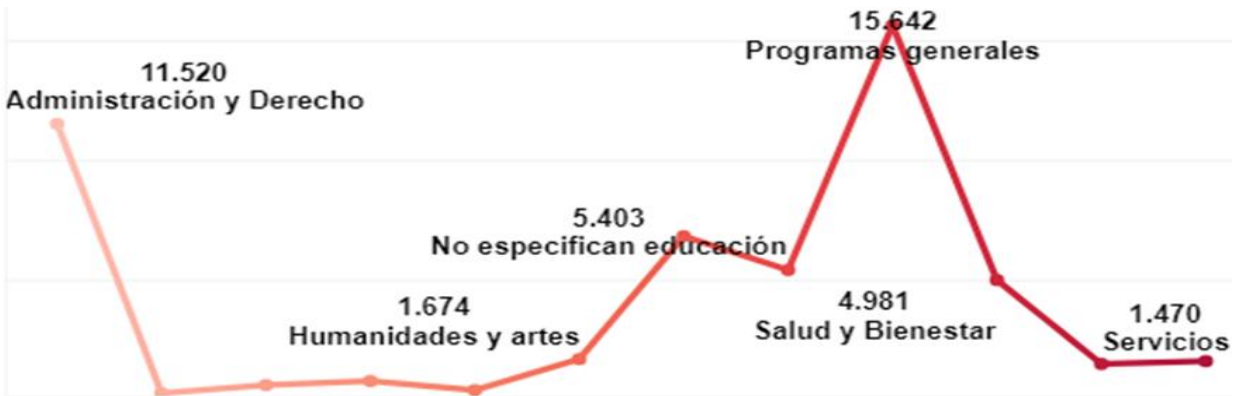 15.642
Programas generales
11.520
Administración y Derecho
5.403
No especifican educación
1.674
Humanidades y artes
4.981
Salud y Bienestar
1.470
Servicios